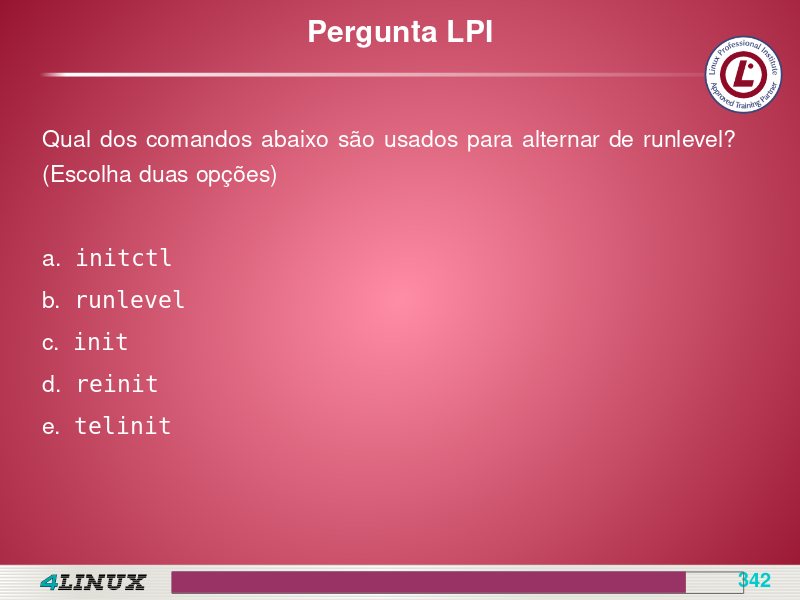 Pergunta LPI
Linux Professional Institute
Approved Training Partner
Qual dos comandos abaixo são usados para alternar de runlevel?
(Escolha duas opções)
a. initctl
b. runlevel
c. init
d. reinit
e. telinit
4LINUX
342